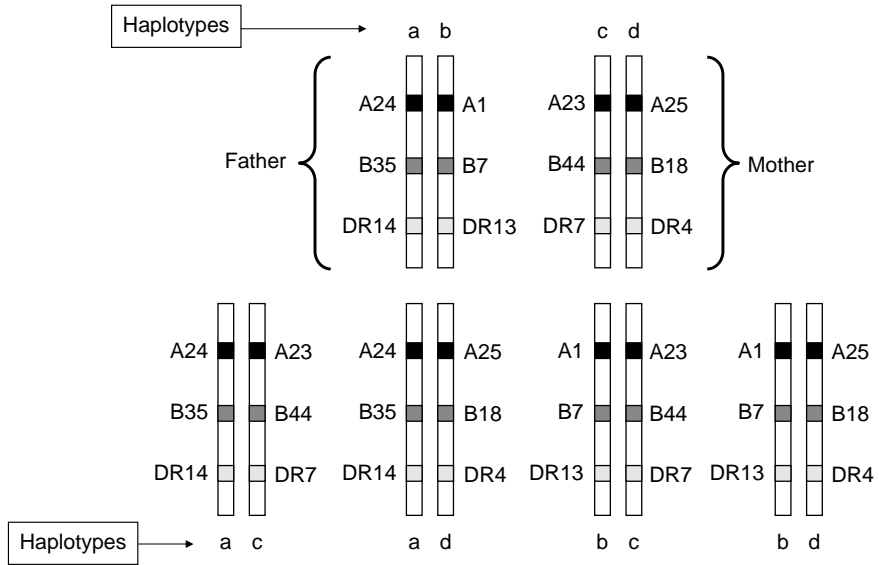 Haplotypes a b c d
A24 A1 A23 A25
Father B35 B7 B44 B18 Mother
DR14 DR13 DR7 DR4
A24 A23 A24 A25 A1 A23 A1 A25
B35 B44 B35 B18 B7 B44 B7 B18
DR14 DR7 DR14 DR4 DR13 DR7 DR13 DR4
Haplotypes a c a d b c b d